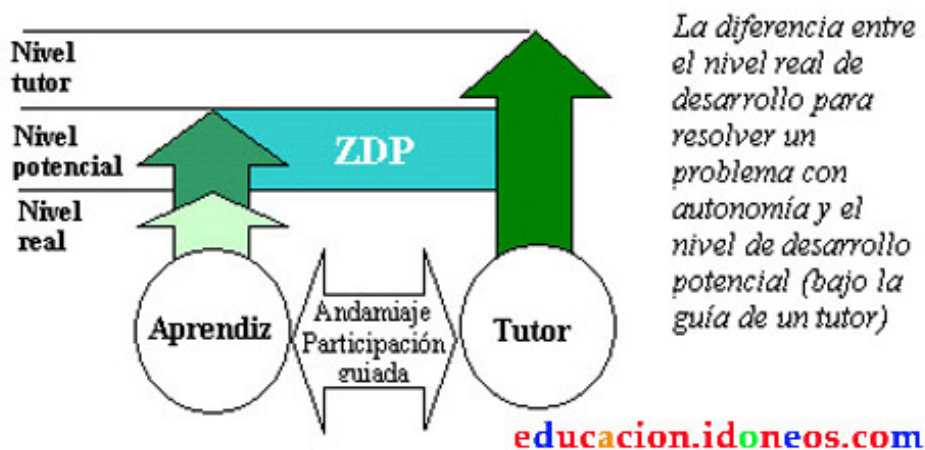 Nivel
tutor
Nivel
potencial
Nivel
real
ZDP
Aprendiz
Andamiaje
Participación
guiada
Tutor
La diferencia entre
el nivel real de
desarrollo para
resolver un
problema con
autonomía y el
nivel de desarrollo
potencial (bajo la
guía de un tutor)
educacion.idoneos.com